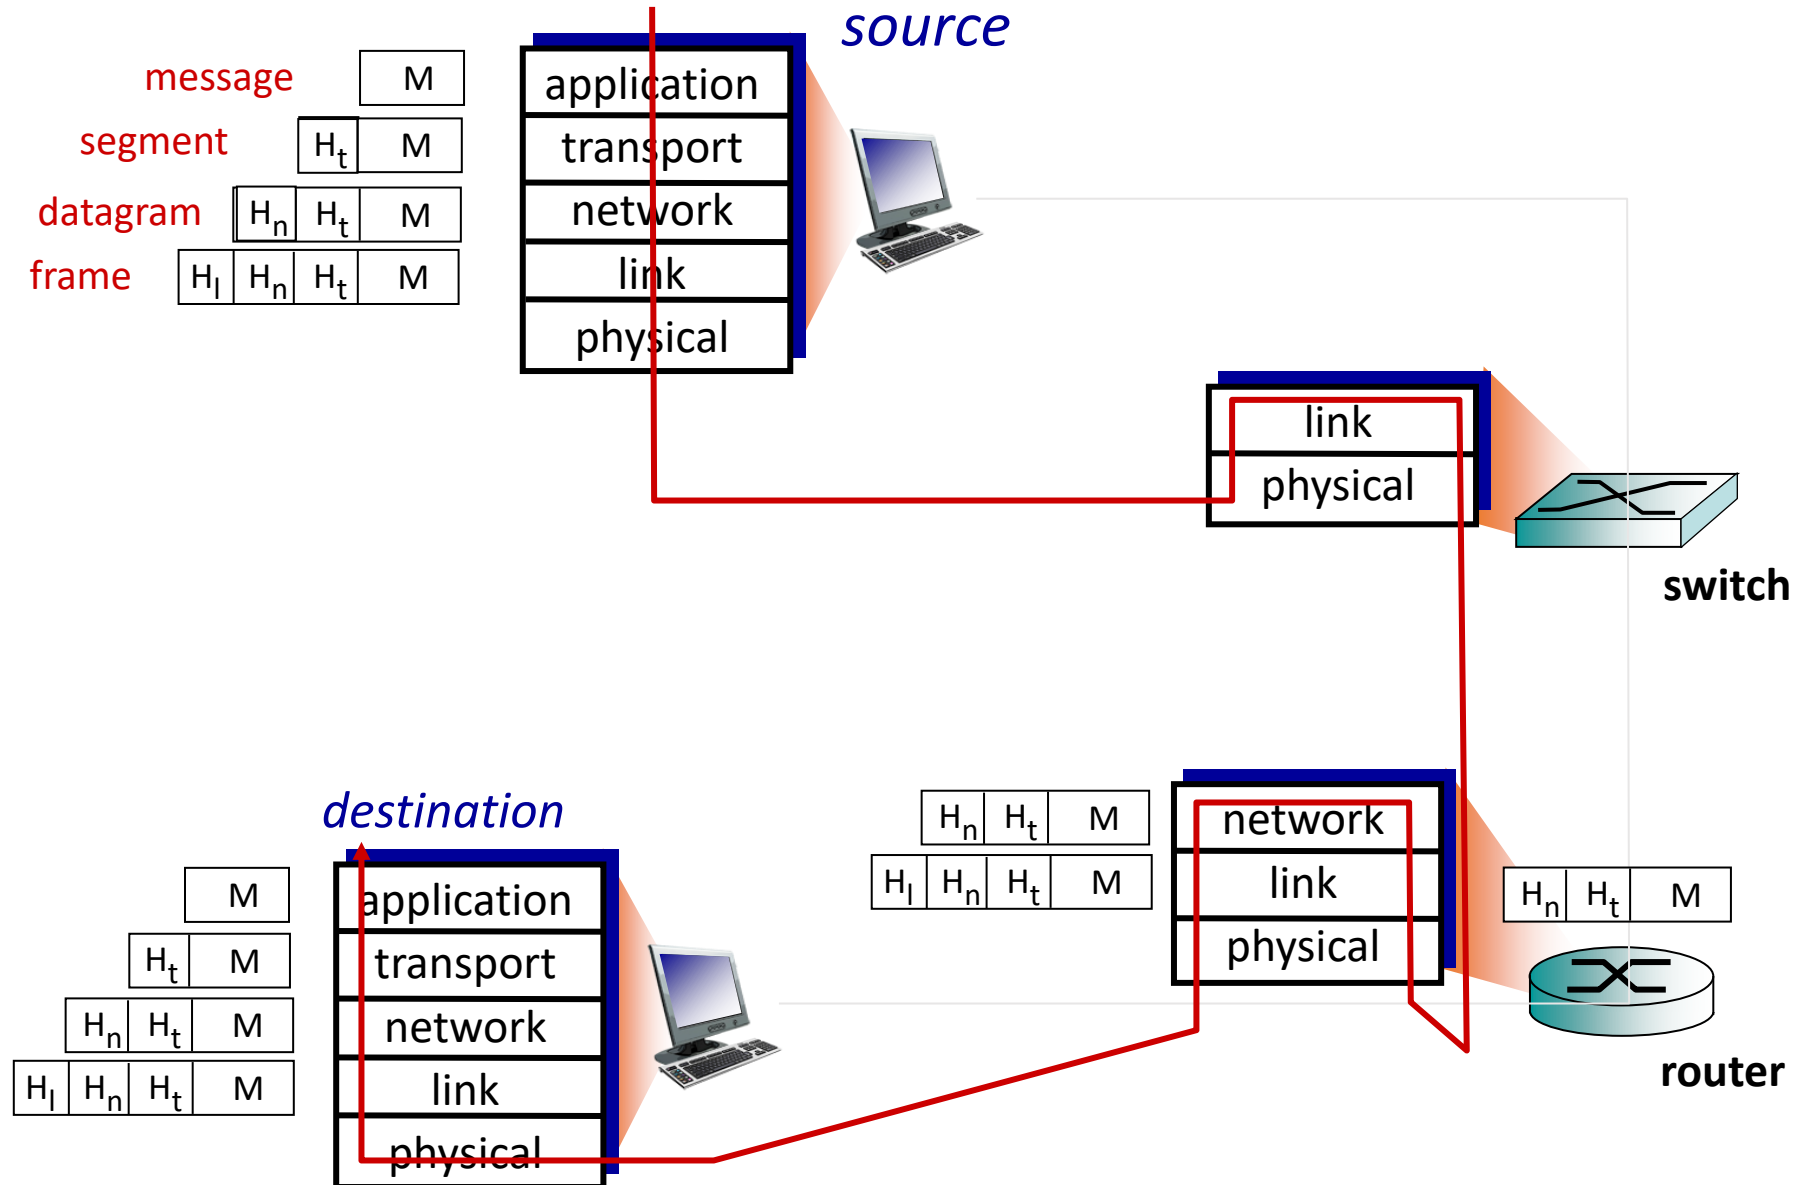 source
message M application
segment Ht M transport
datagram Hn Ht M network
frame Hl Hn Ht M link
physical
link
physical
switch
destination
Hn Ht M network
Hl Hn Ht M link
physical
Hn Ht M
router
M application
Ht M transport
Hn Ht M network
Hl Hn Ht M link
physical